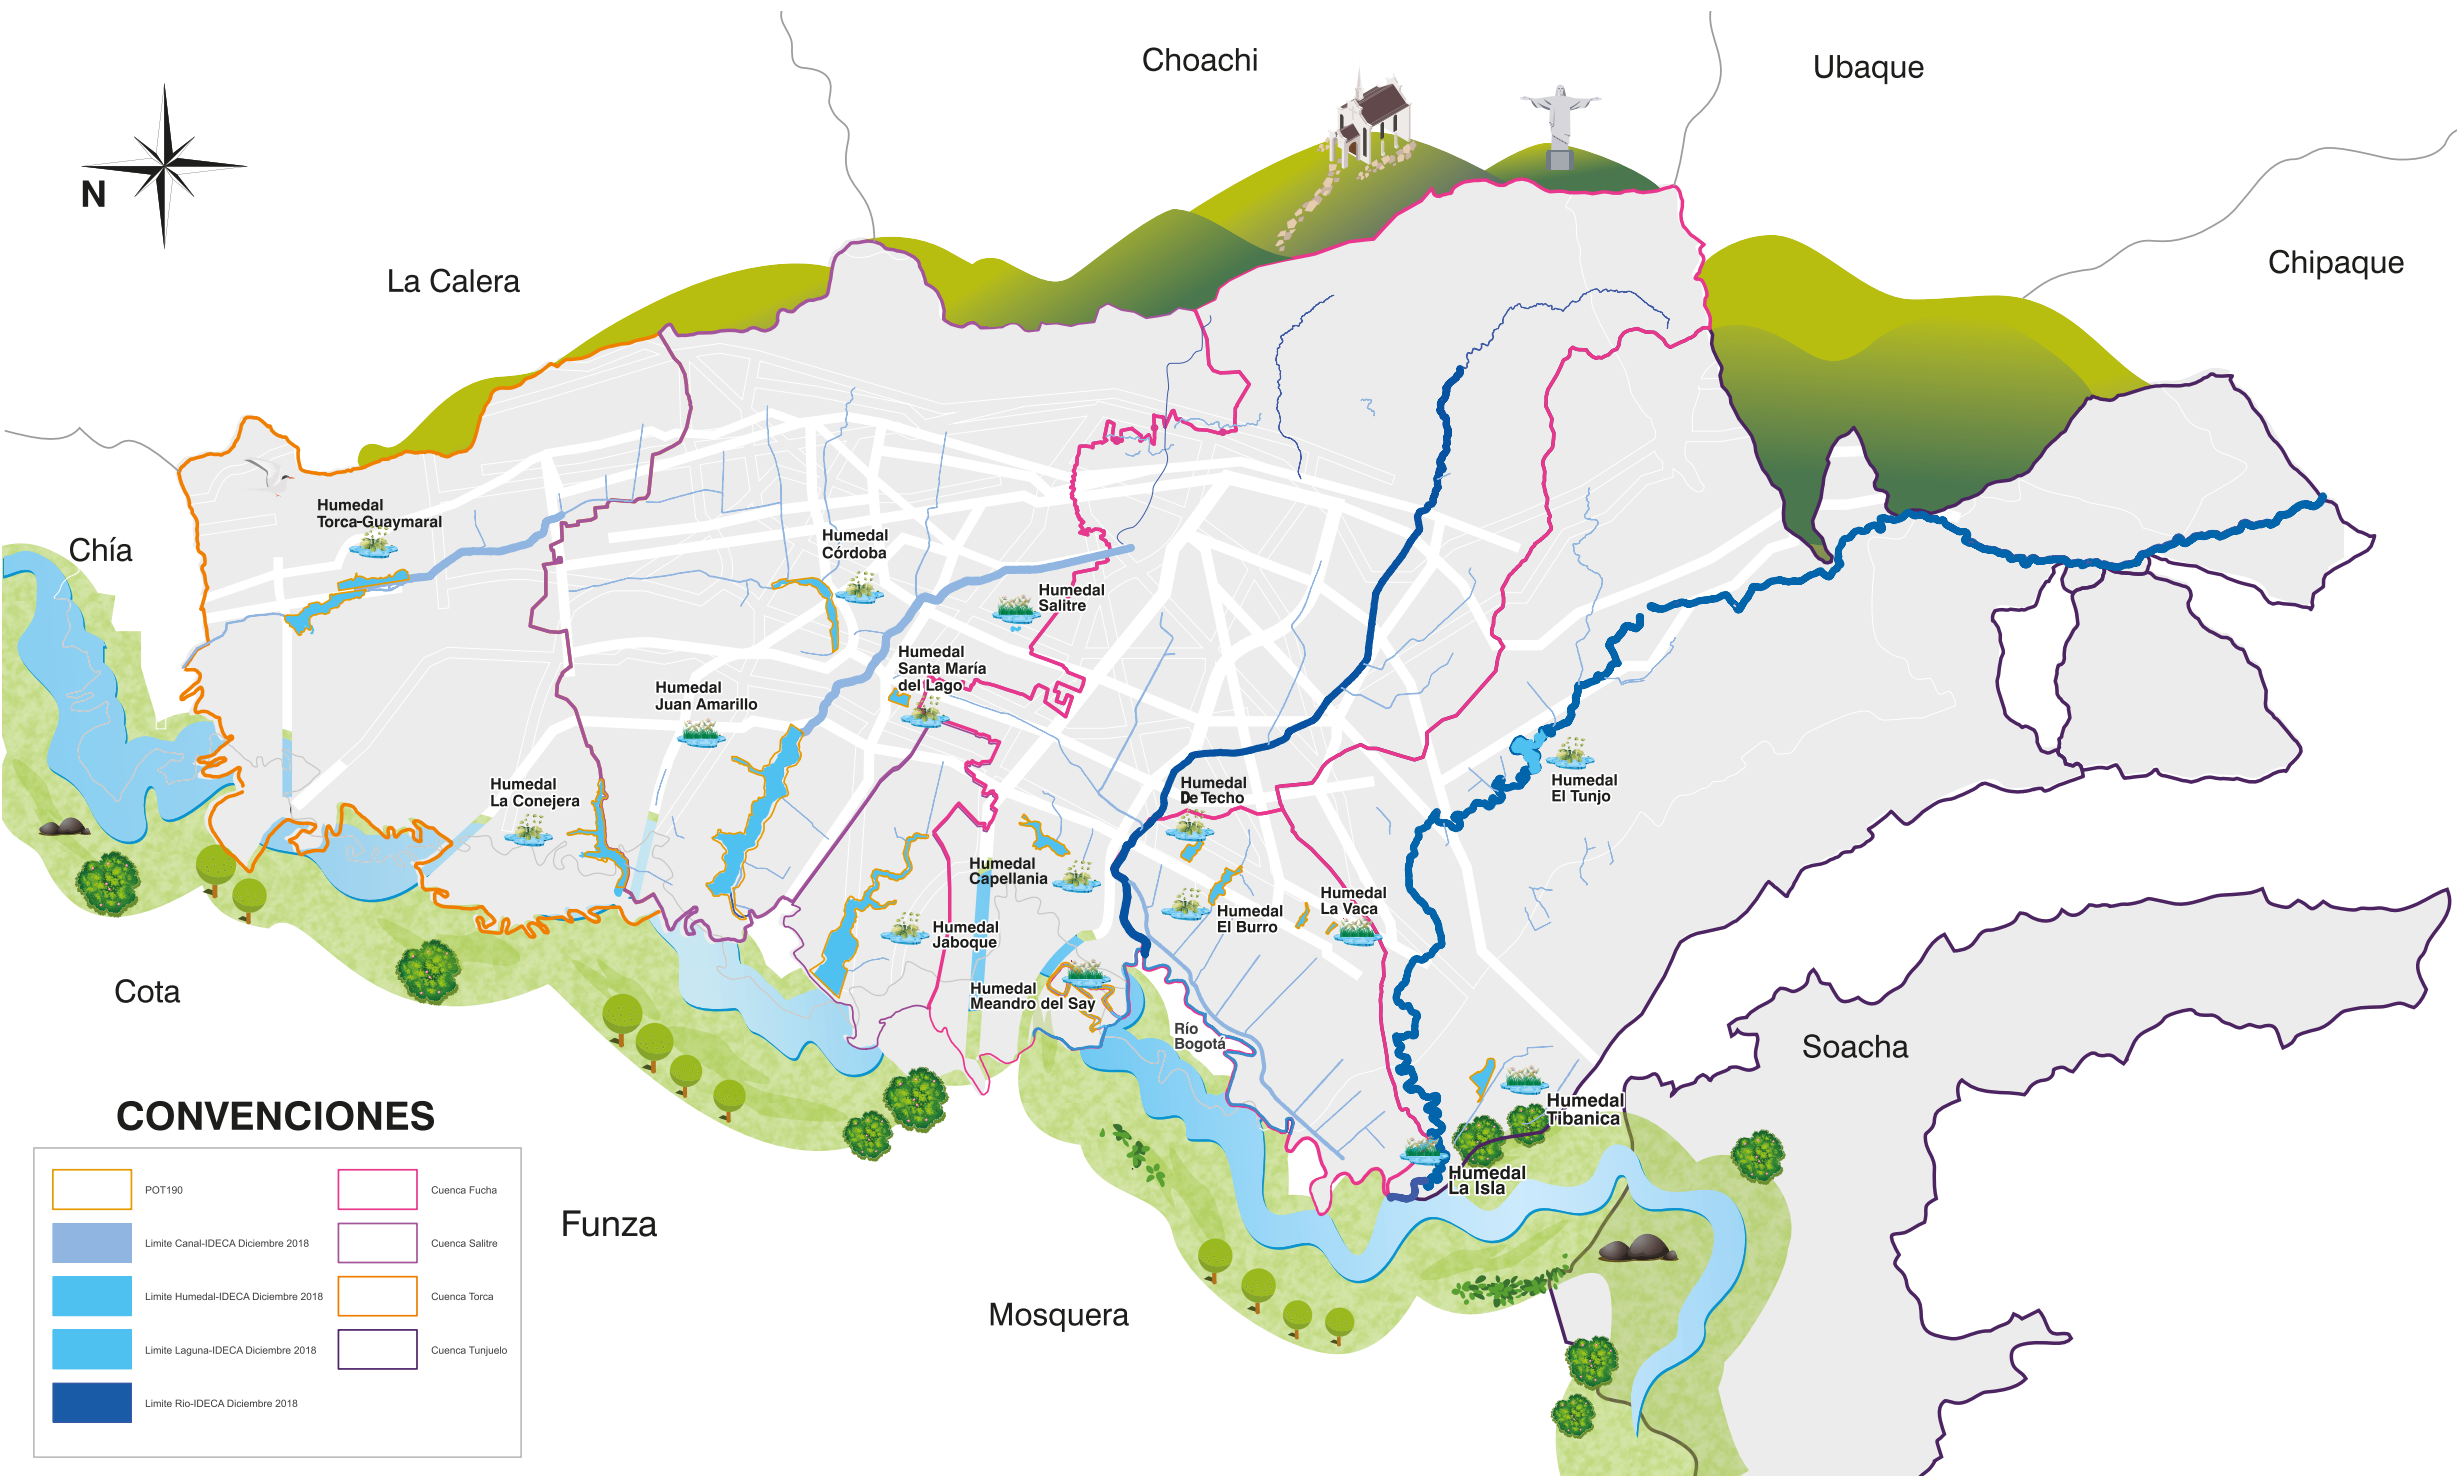 Choachi
Ubaque
N
La Calera
Chipaque
Humedal
Torca-Guaymaral
Chía
Humedal
Córdoba
Humedal
Salitre
Humedal
Santa María
del Lago
Humedal
Juan Amarillo
Humedal
La Conejera
Humedal
De Techo
Humedal
El Tunjo
Humedal
Capellania
Humedal
La Vaca
Humedal
El Burro
Humedal
Jaboque
Cota
Humedal
Meandro del Say
Río
Bogotá
Soacha
Humedal
Tibanica
Humedal
La Isla
Funza
Mosquera
CONVENCIONES
POT190
Limite Canal-IDECA Diciembre 2018
Limite Humedal-IDECA Diciembre 2018
Limite Laguna-IDECA Diciembre 2018
Limite Rio-IDECA Diciembre 2018
Cuenca Fucha
Cuenca Salitre
Cuenca Torca
Cuenca Tunjuelo